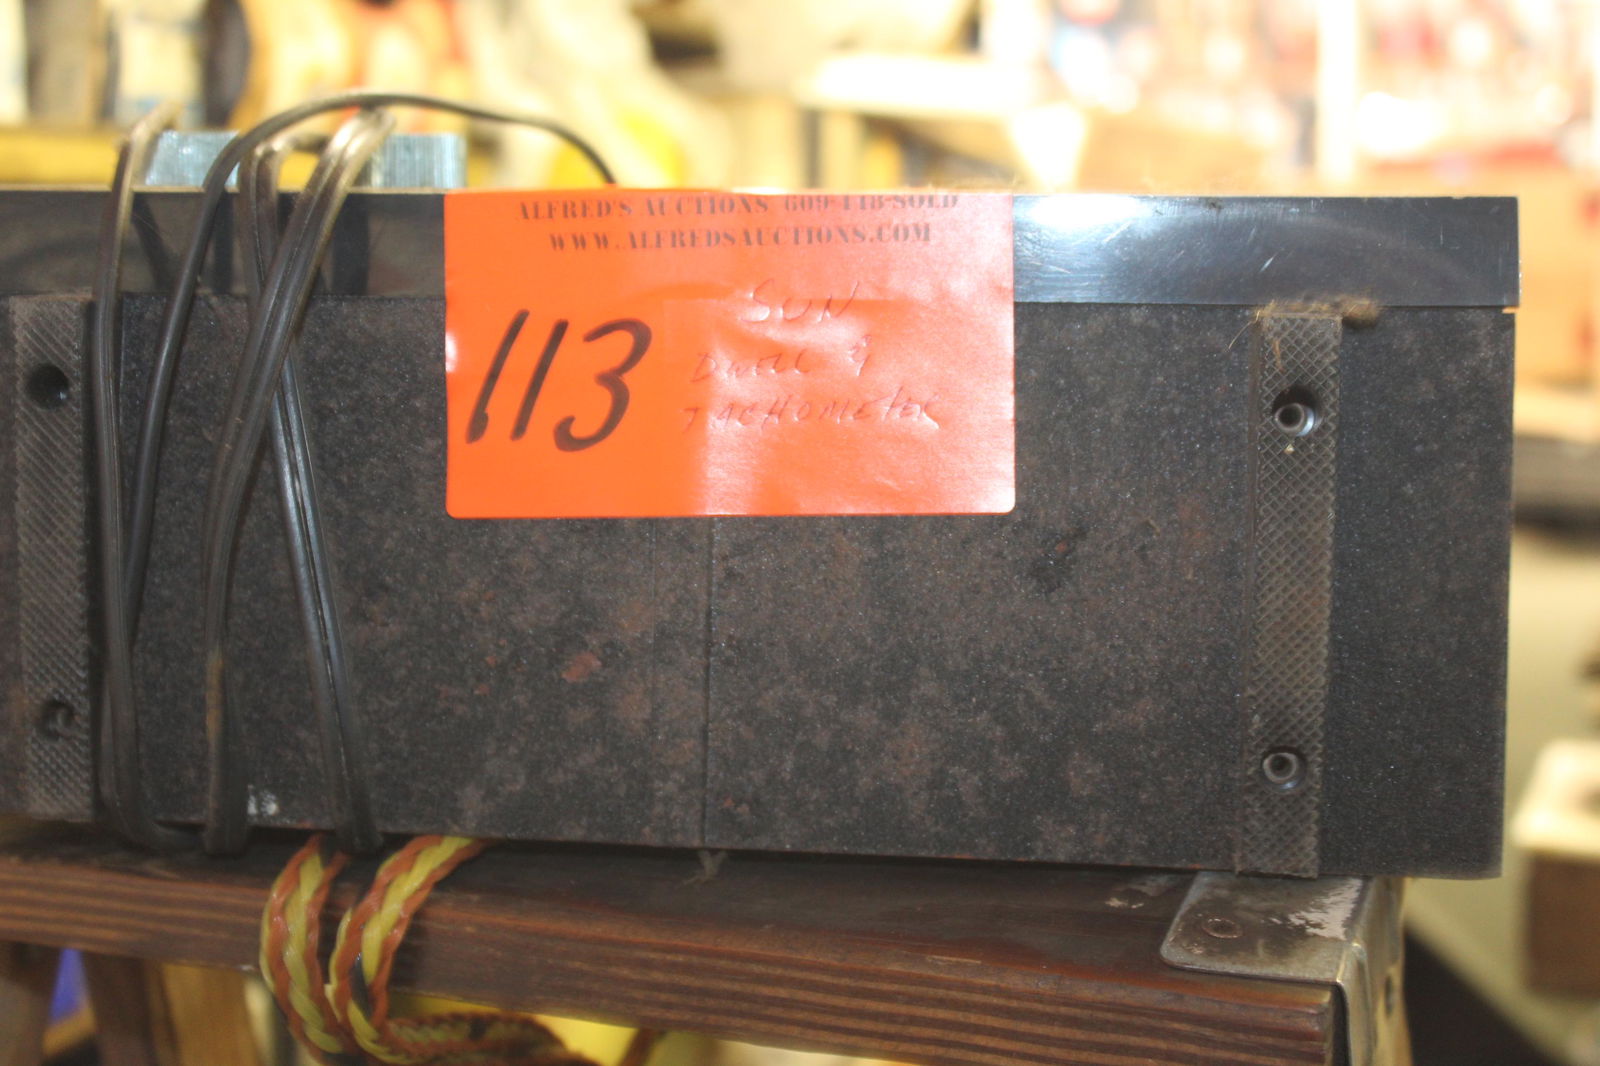 ALFRED'S AUCTIONS 609-448-SOLD
WWW.ALFREDSAUCTIONS.COM
113
SUN
DWELL &
TACHOMETER